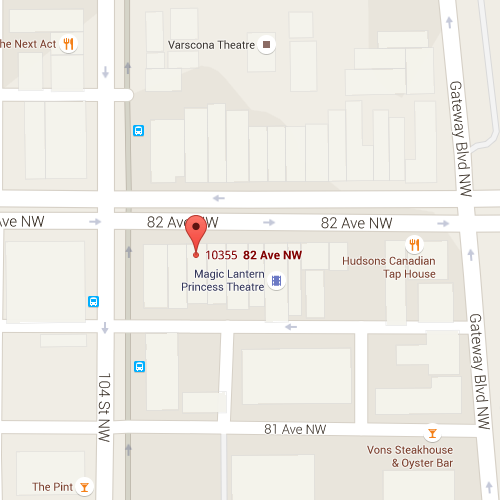 The Next Act
Varscona Theatre
Gateway Blvd NW
Ave NW
82 Ave NW
82 Ave NW
10355 82 Ave NW
Magic Lantern
Princess Theatre
Hudsons Canadian
Tap House
Gateway Blvd NW
104 St NW
81 Ave NW
Vons Steakhouse
& Oyster Bar
The Pint